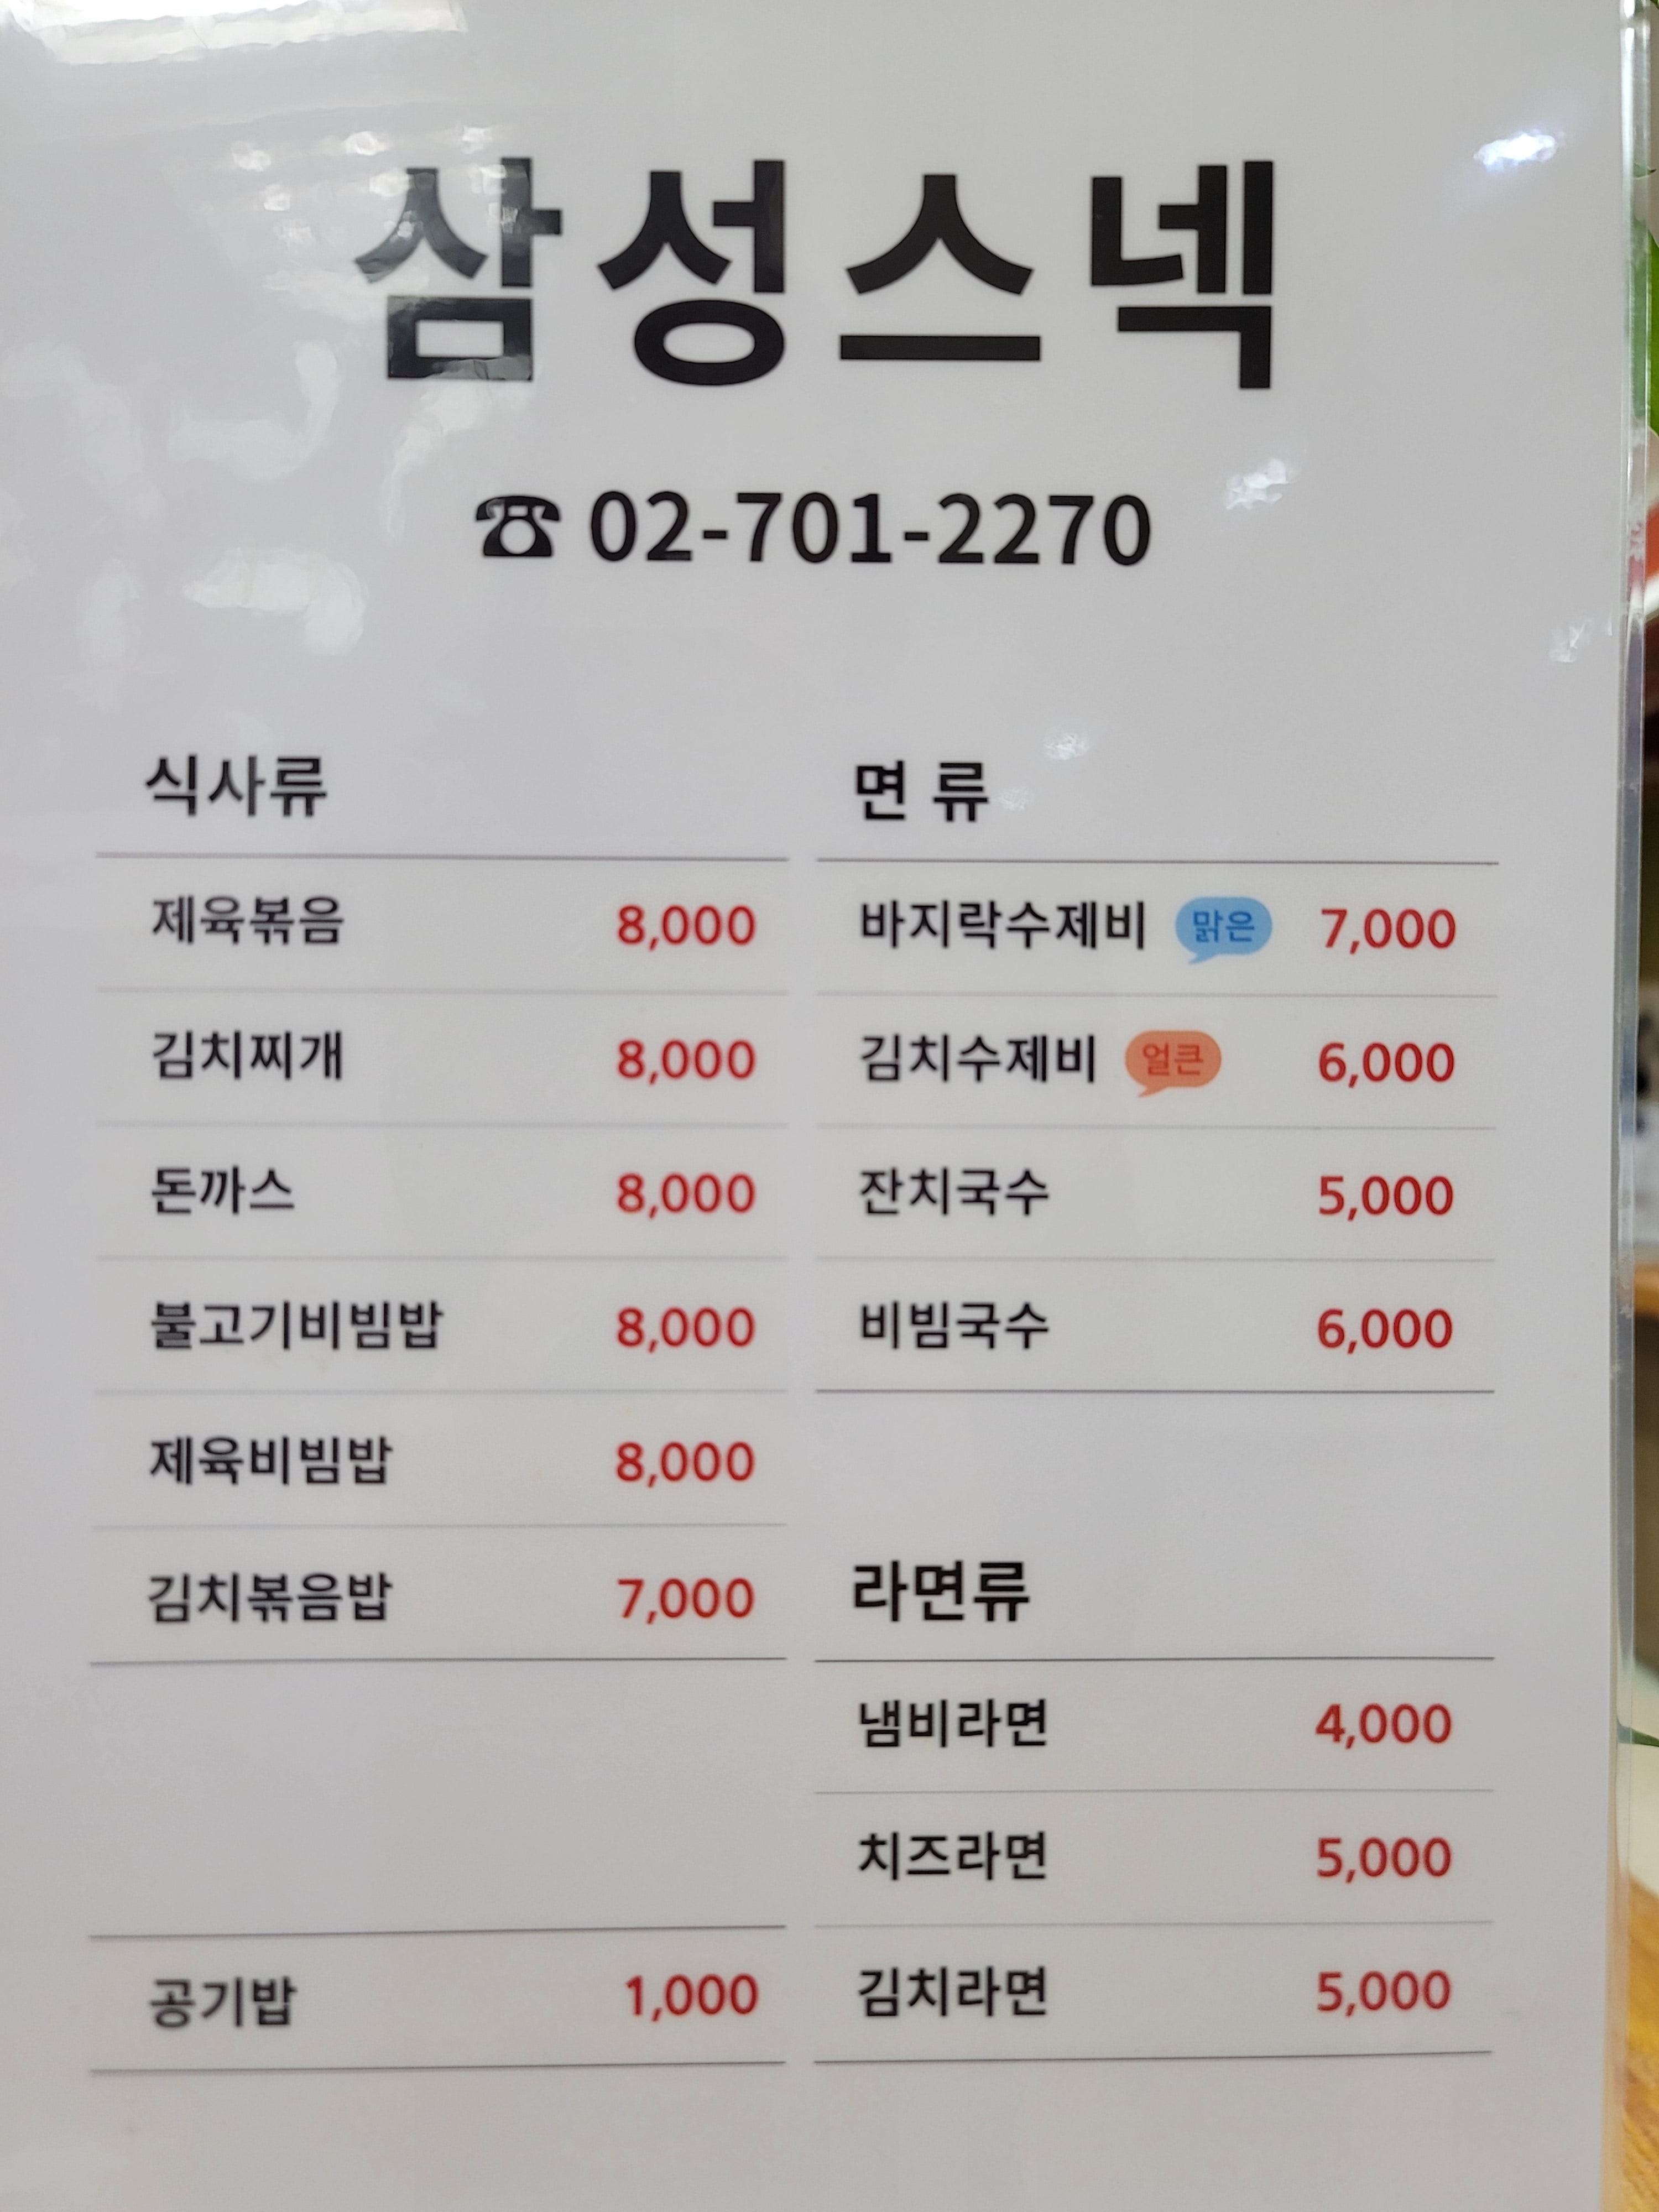 삼성스넥
☎ 02-701-2270
식사류
제육볶음 8,000
김치찌개 8,000
돈까스 8,000
불고기비빔밥 8,000
제육비빔밥 8,000
김치볶음밥 7,000
공기밥 1,000
면 류
바지락수제비 맑은 7,000
김치수제비 얼큰 6,000
잔치국수 5,000
비빔국수 6,000
라면류
냄비라면 4,000
치즈라면 5,000
김치라면 5,000